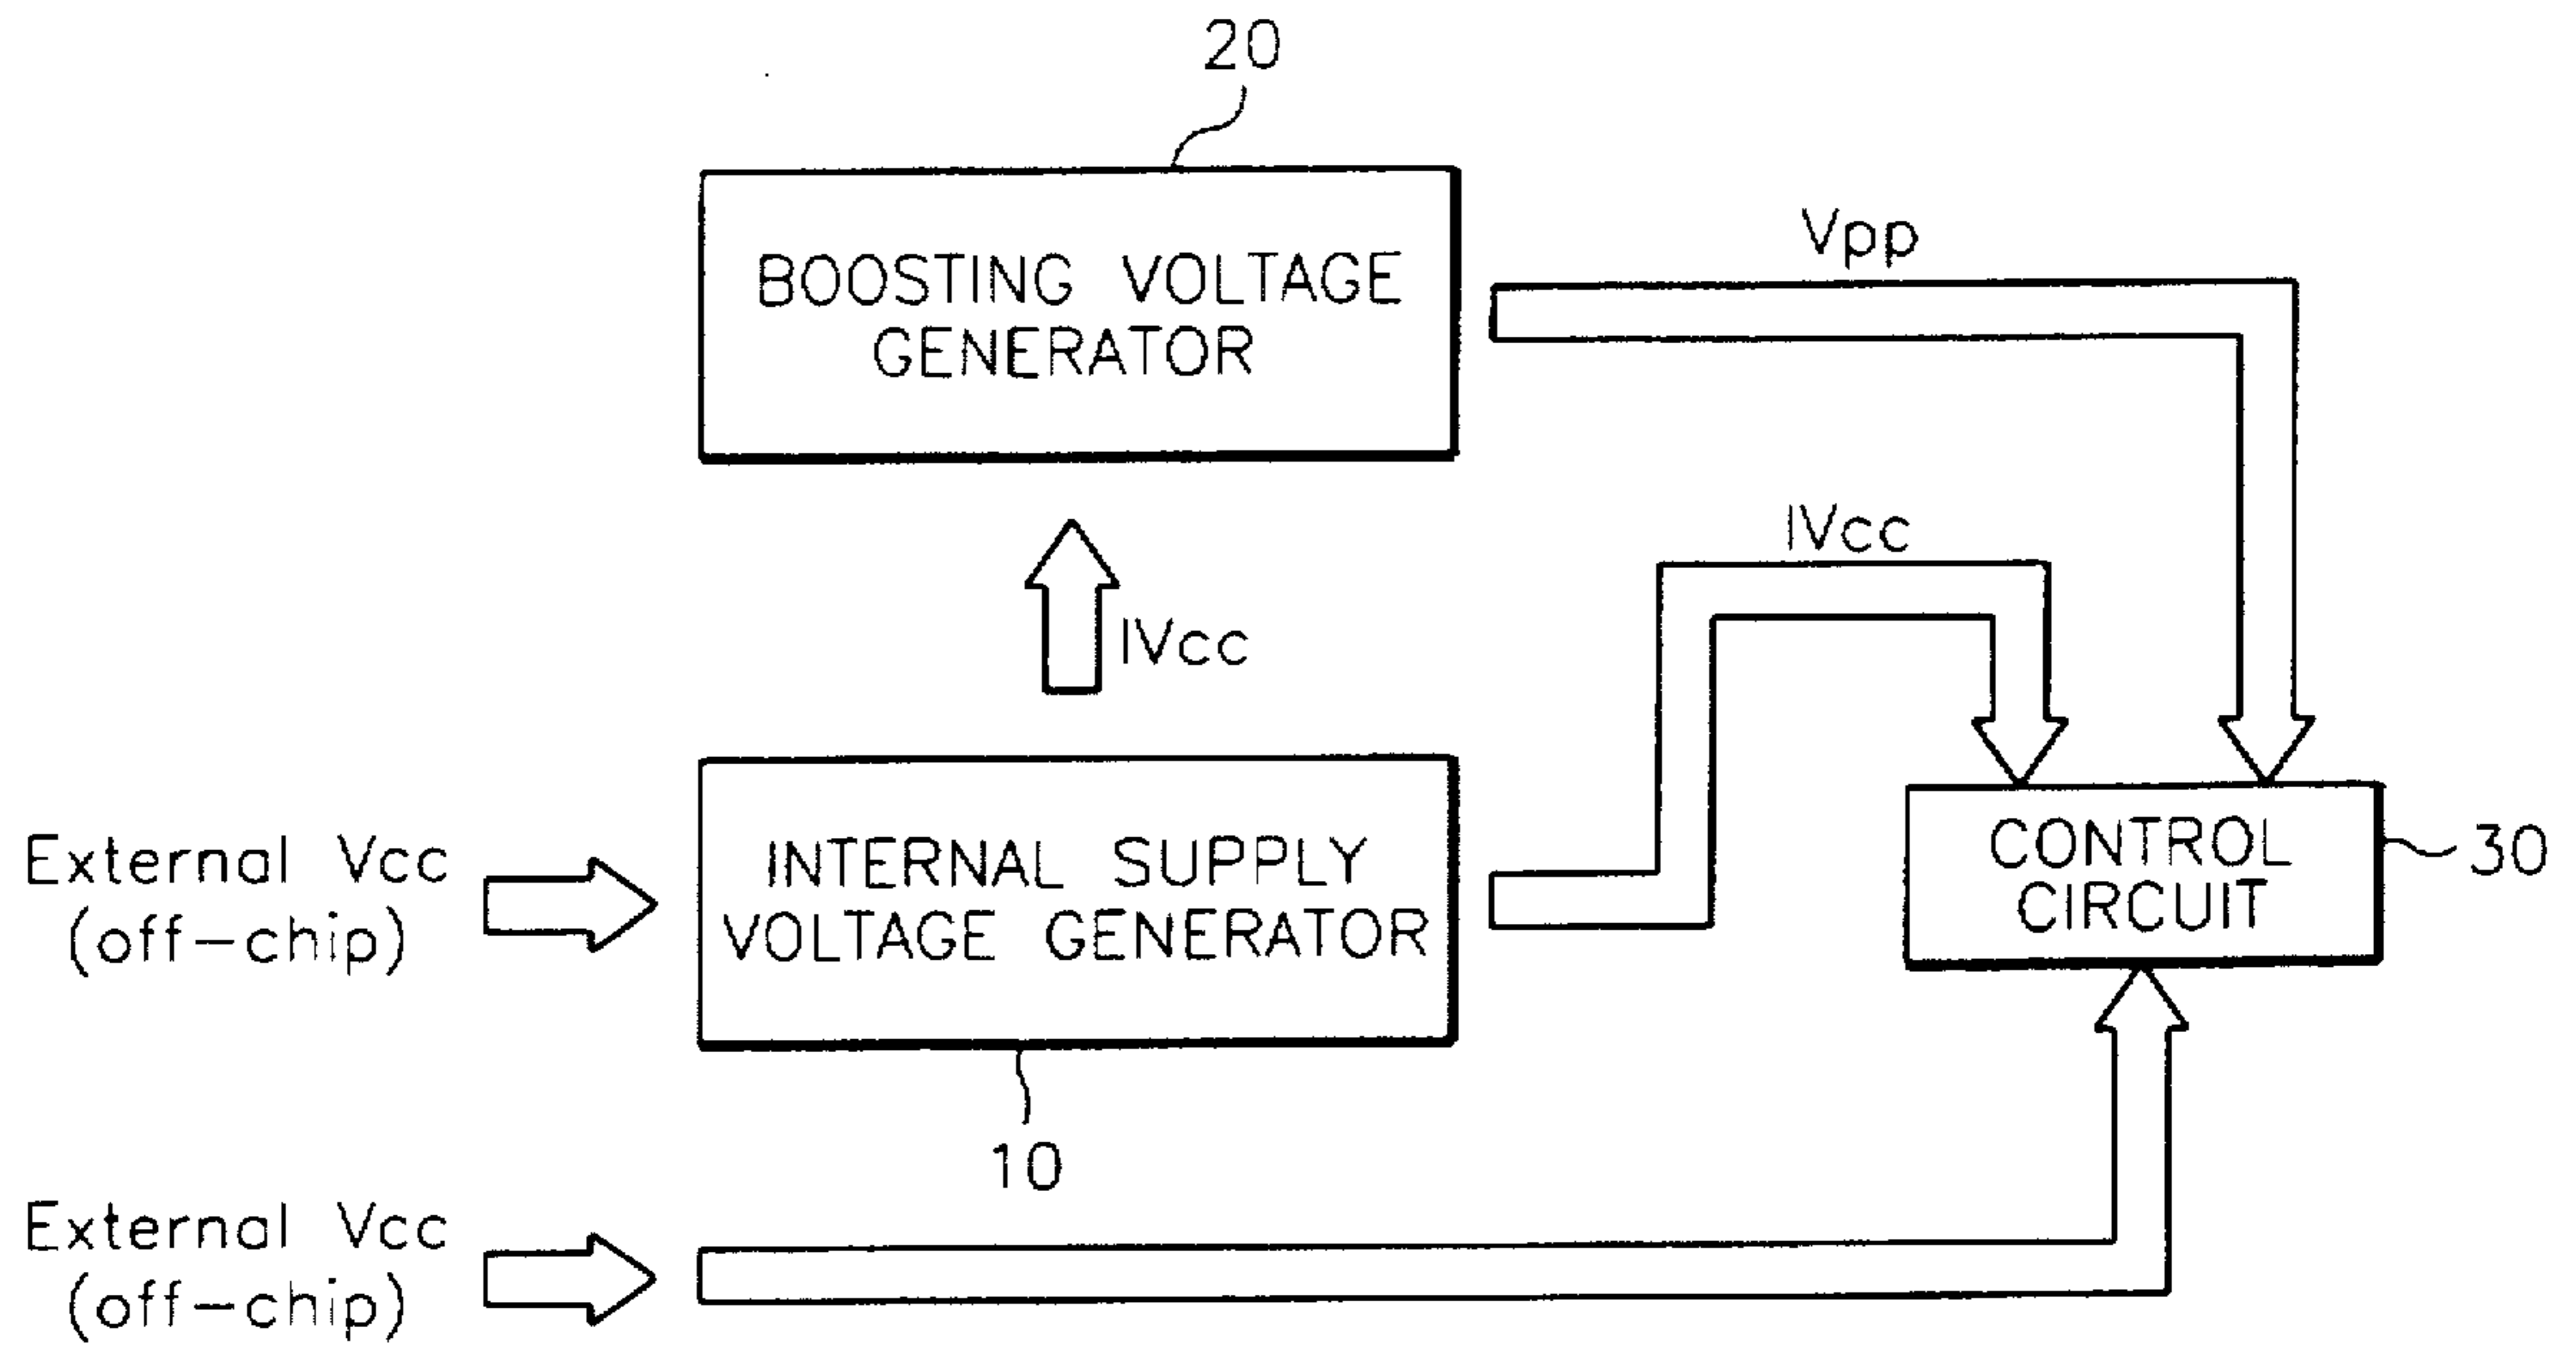 20
BOOSTING VOLTAGE
GENERATOR
Vpp
IVcc
IVcc
External Vcc
(off-chip)
INTERNAL SUPPLY
VOLTAGE GENERATOR
CONTROL
CIRCUIT
30
10
External Vcc
(off-chip)